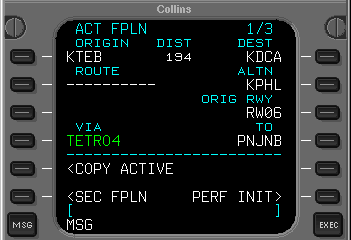 Collins
ACT FPLN 1/3
ORIGIN DIST DEST
KTEB 194 KDCA
ROUTE ALTN
---------- KPHL
ORIG RWY
RW06
VIA TO
TETRO4 PNJNB
------------------------
<COPY ACTIVE
<SEC FPLN PERF INIT>
[ ]
MSG
MSG EXEC